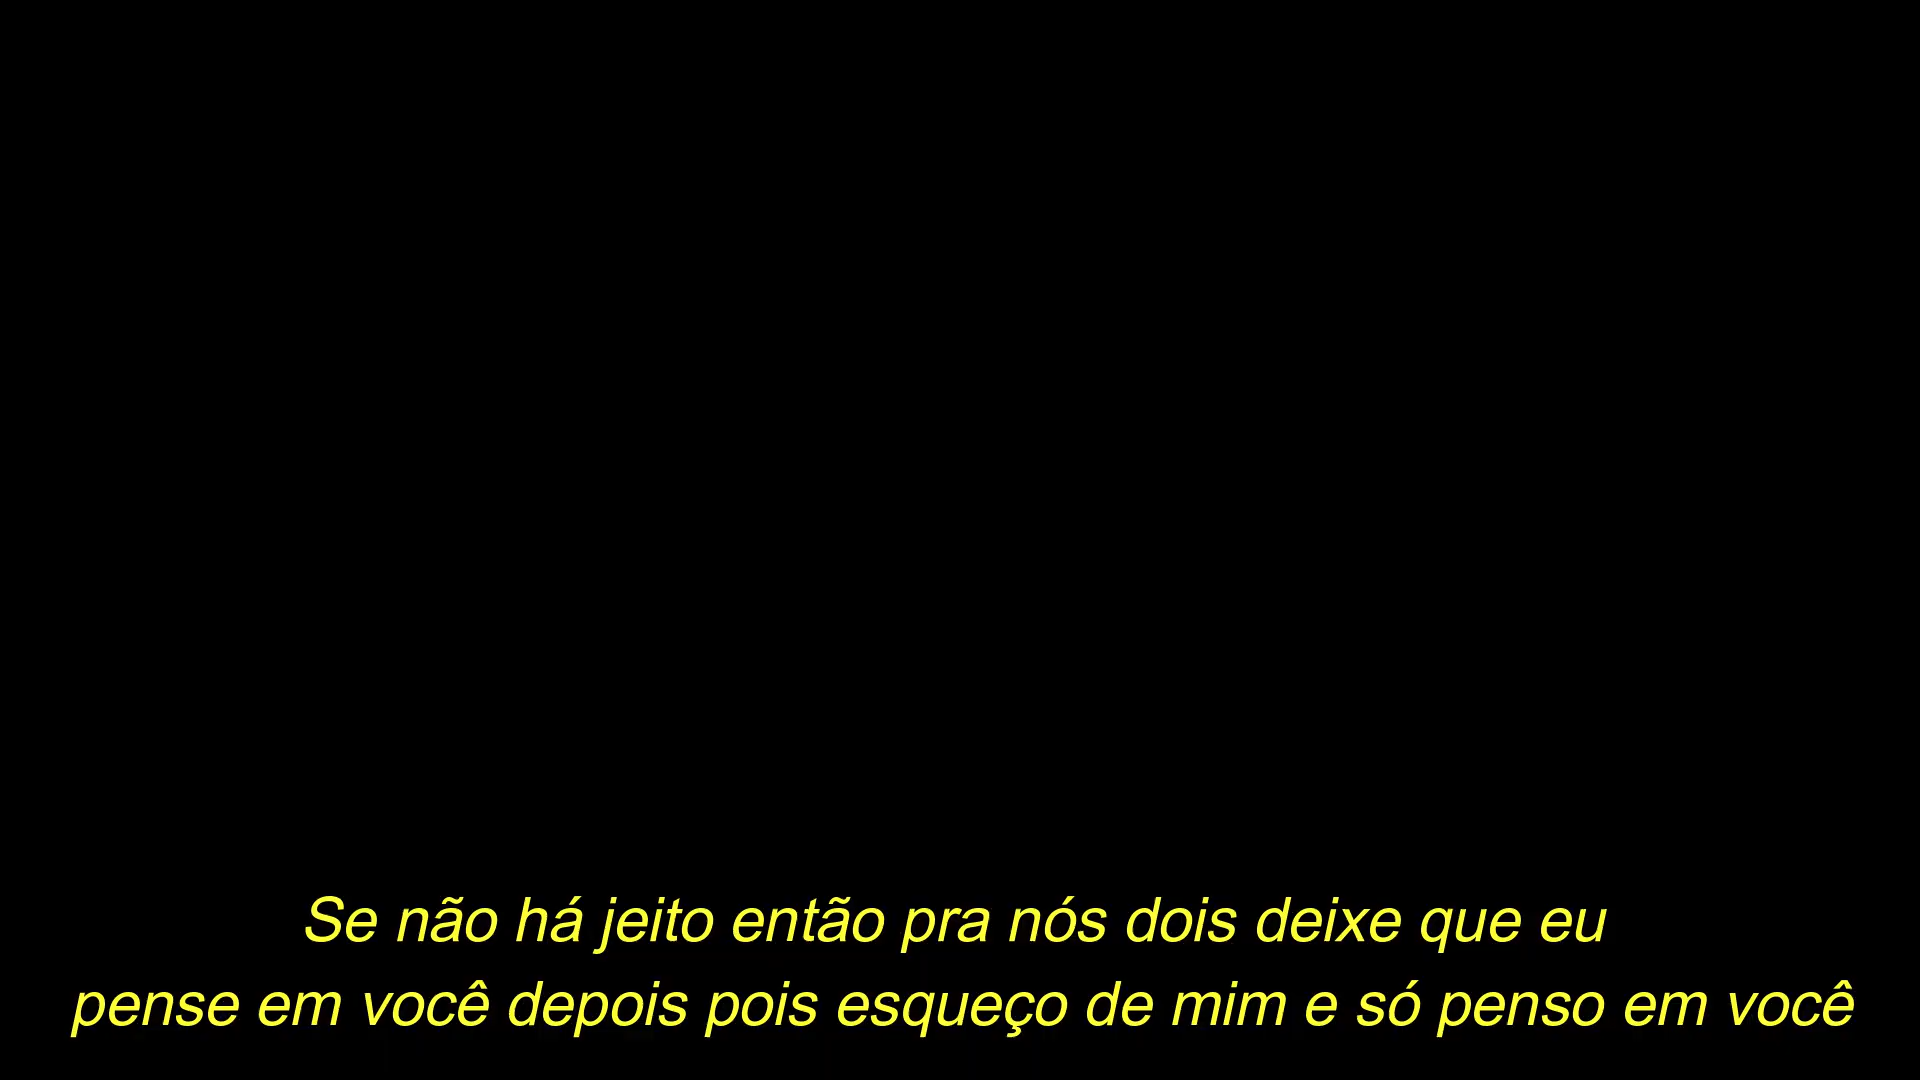 Se não há jeito então pra nós dois deixe que eu
pense em você depois pois esqueço de mim e só penso em você